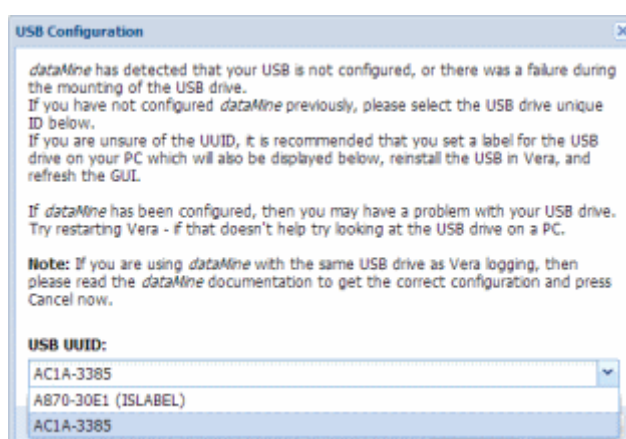 USB Configuration
dataMine has detected that your USB is not configured, or there was a failure during
the mounting of the USB drive.
If you have not configured dataMine previously, please select the USB drive unique
ID below.
If you are unsure of the UUID, it is recommended that you set a label for the USB
drive on your PC which will also be displayed below, reinstall the USB in Vera, and
refresh the GUI.
If dataMine has been configured, then you may have a problem with your USB drive.
Try restarting Vera - if that doesn't help try looking at the USB drive on a PC.
Note: If you are using dataMine with the same USB drive as Vera logging, then
please read the dataMine documentation to get the correct configuration and press
Cancel now.
USB UUID:
AC1A-3385
A870-30E1 (ISLABEL)
AC1A-3385